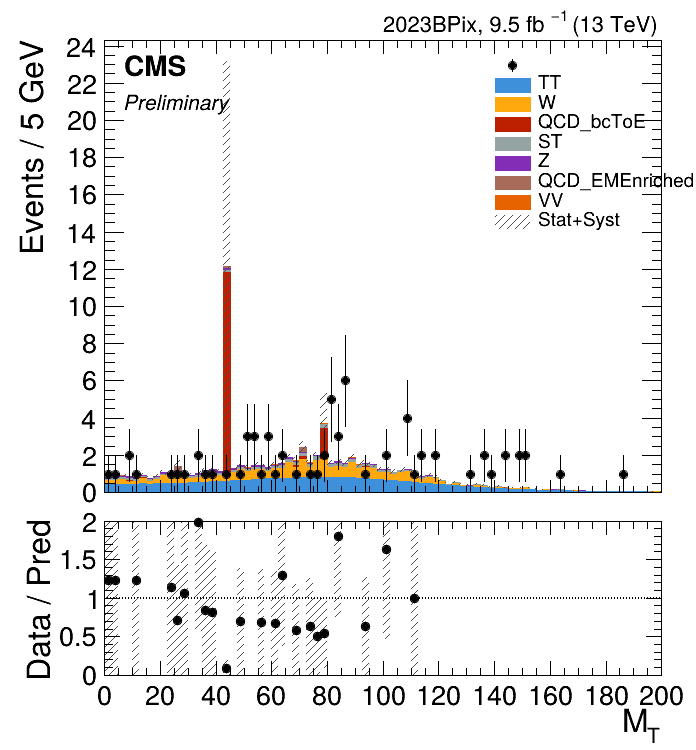 2023BPix, 9.5 fb⁻¹ (13 TeV)
CMS
Preliminary
Events / 5 GeV
24
22
20
18
16
14
12
10
8
6
4
2
0
TT
W
QCD_bcToE
ST
Z
QCD_EMEnriched
VV
Stat+Syst
Data / Pred
2
1.5
1
0.5
0
0 20 40 60 80 100 120 140 160 180 200
M_T